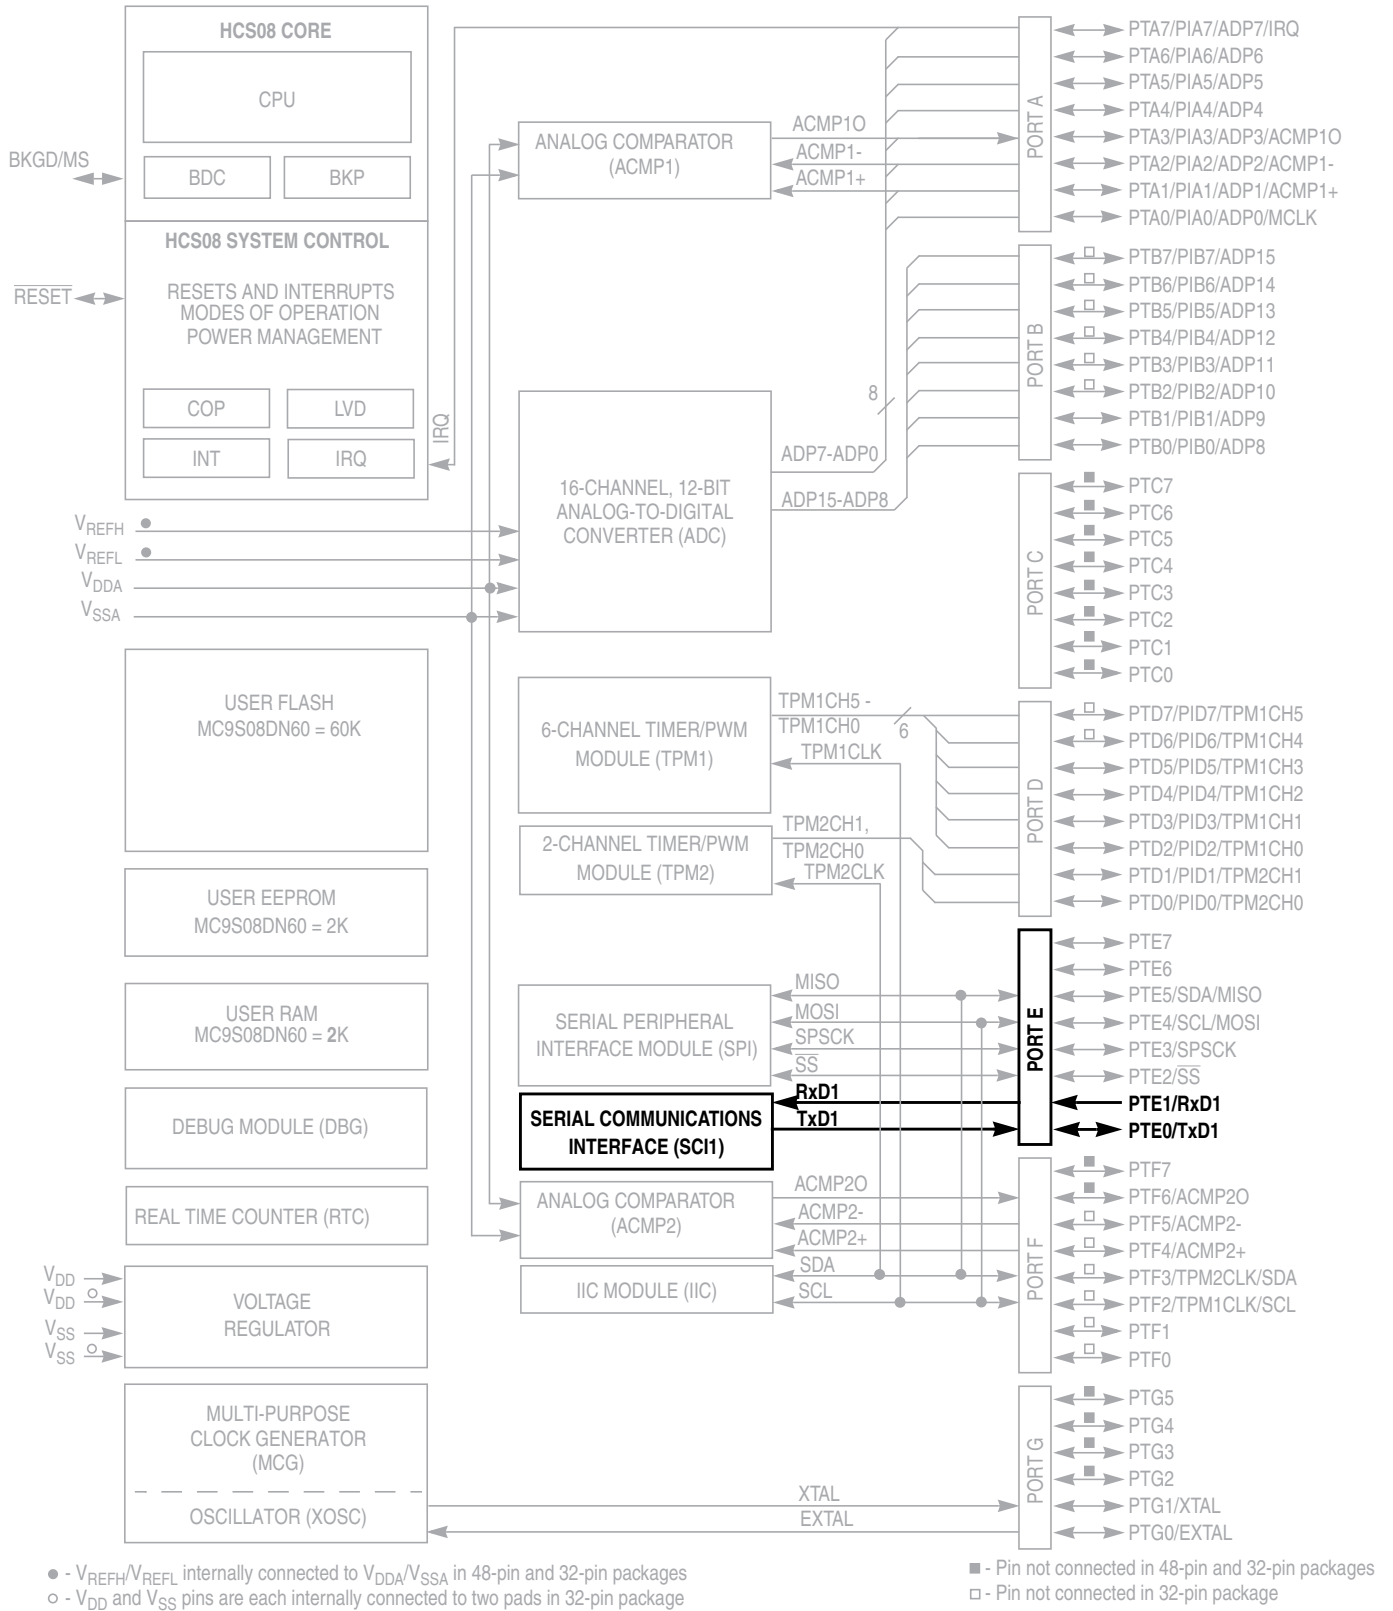 HCS08 CORE
CPU
BDC
BKP
BKGD/MS
HCS08 SYSTEM CONTROL
RESETS AND INTERRUPTS
MODES OF OPERATION
POWER MANAGEMENT
RESET
COP
LVD
INT
IRQ
IRQ
VREFH
VREFL
VDDA
VSSA
USER FLASH
MC9S08DN60 = 60K
USER EEPROM
MC9S08DN60 = 2K
USER RAM
MC9S08DN60 = 2K
DEBUG MODULE (DBG)
REAL TIME COUNTER (RTC)
VDD
VDD
VSS
VSS
VOLTAGE
REGULATOR
MULTI-PURPOSE
CLOCK GENERATOR
(MCG)
OSCILLATOR (XOSC)
ANALOG COMPARATOR
(ACMP1)
ACMP1O
ACMP1-
ACMP1+
16-CHANNEL, 12-BIT
ANALOG-TO-DIGITAL
CONVERTER (ADC)
8
ADP7-ADP0
ADP15-ADP8
6-CHANNEL TIMER/PWM
MODULE (TPM1)
TPM1CH5 -
TPM1CH0
6
TPM1CLK
2-CHANNEL TIMER/PWM
MODULE (TPM2)
TPM2CH1,
TPM2CH0
TPM2CLK
SERIAL PERIPHERAL
INTERFACE MODULE (SPI)
MISO
MOSI
SPSCK
SS
SERIAL COMMUNICATIONS
INTERFACE (SCI1)
RxD1
TxD1
ANALOG COMPARATOR
(ACMP2)
ACMP2O
ACMP2-
ACMP2+
IIC MODULE (IIC)
SDA
SCL
XTAL
EXTAL
PORT A
PTA7/PIA7/ADP7/IRQ
PTA6/PIA6/ADP6
PTA5/PIA5/ADP5
PTA4/PIA4/ADP4
PTA3/PIA3/ADP3/ACMP1O
PTA2/PIA2/ADP2/ACMP1-
PTA1/PIA1/ADP1/ACMP1+
PTA0/PIA0/ADP0/MCLK
PORT B
PTB7/PIB7/ADP15
PTB6/PIB6/ADP14
PTB5/PIB5/ADP13
PTB4/PIB4/ADP12
PTB3/PIB3/ADP11
PTB2/PIB2/ADP10
PTB1/PIB1/ADP9
PTB0/PIB0/ADP8
PORT C
PTC7
PTC6
PTC5
PTC4
PTC3
PTC2
PTC1
PTC0
PORT D
PTD7/PID7/TPM1CH5
PTD6/PID6/TPM1CH4
PTD5/PID5/TPM1CH3
PTD4/PID4/TPM1CH2
PTD3/PID3/TPM1CH1
PTD2/PID2/TPM1CH0
PTD1/PID1/TPM2CH1
PTD0/PID0/TPM2CH0
PORT E
PTE7
PTE6
PTE5/SDA/MISO
PTE4/SCL/MOSI
PTE3/SPSCK
PTE2/SS
PTE1/RxD1
PTE0/TxD1
PORT F
PTF7
PTF6/ACMP2O
PTF5/ACMP2-
PTF4/ACMP2+
PTF3/TPM2CLK/SDA
PTF2/TPM1CLK/SCL
PTF1
PTF0
PORT G
PTG5
PTG4
PTG3
PTG2
PTG1/XTAL
PTG0/EXTAL
● - VREFH/VREFL internally connected to VDDA/VSSA in 48-pin and 32-pin packages
○ - VDD and VSS pins are each internally connected to two pads in 32-pin package
■ - Pin not connected in 48-pin and 32-pin packages
□ - Pin not connected in 32-pin package